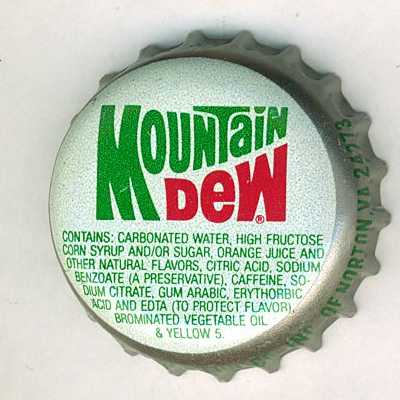 MOUNTAIN
DEW®
CONTAINS: CARBONATED WATER, HIGH FRUCTOSE
CORN SYRUP AND/OR SUGAR, ORANGE JUICE AND
OTHER NATURAL FLAVORS, CITRIC ACID, SODIUM
BENZOATE (A PRESERVATIVE), CAFFEINE, SO-
DIUM CITRATE, GUM ARABIC, ERYTHORBIC
ACID AND EDTA (TO PROTECT FLAVOR),
BROMINATED VEGETABLE OIL
& YELLOW 5.
OF NORTON, VA 24273